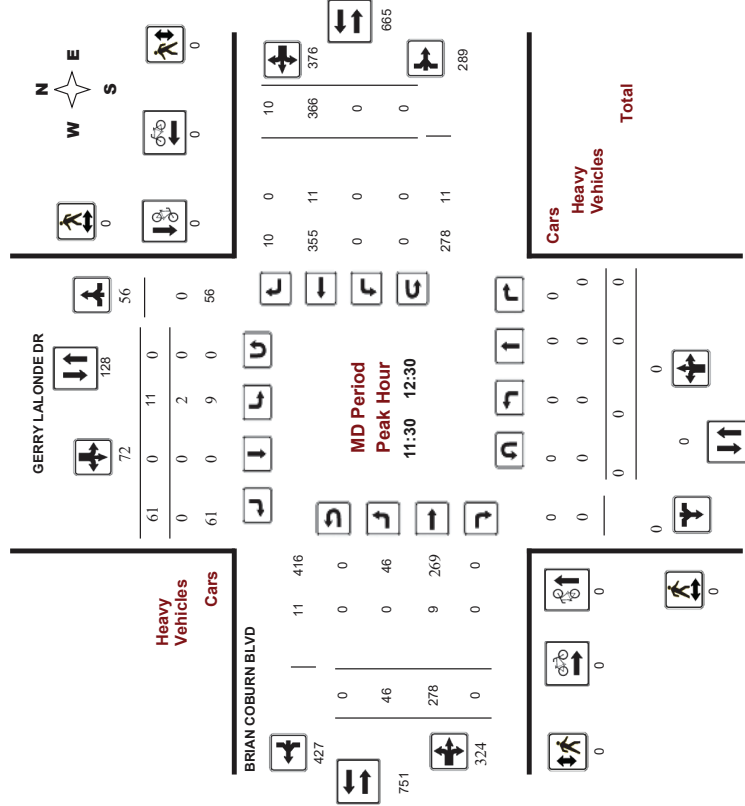 N
W E
S
0
0
0
0
GERRY LALONDE DR
128
72 56
61 0 11 0
0 0 2 0 0
61 0 9 0 56
Heavy
Vehicles
Cars
665
376
289
10 0 10
355 11 366
0 0 0
0 0 0
278 11
MD Period
Peak Hour
11:30 12:30
BRIAN COBURN BLVD
427
11 416
751
0 0 0
46 0 46
278 9 269
0 0 0
324
Cars
Heavy
Vehicles
Total
0 0 0 0 0
0 0 0 0 0
0 0 0 0
0 0
0
0
0
0
0